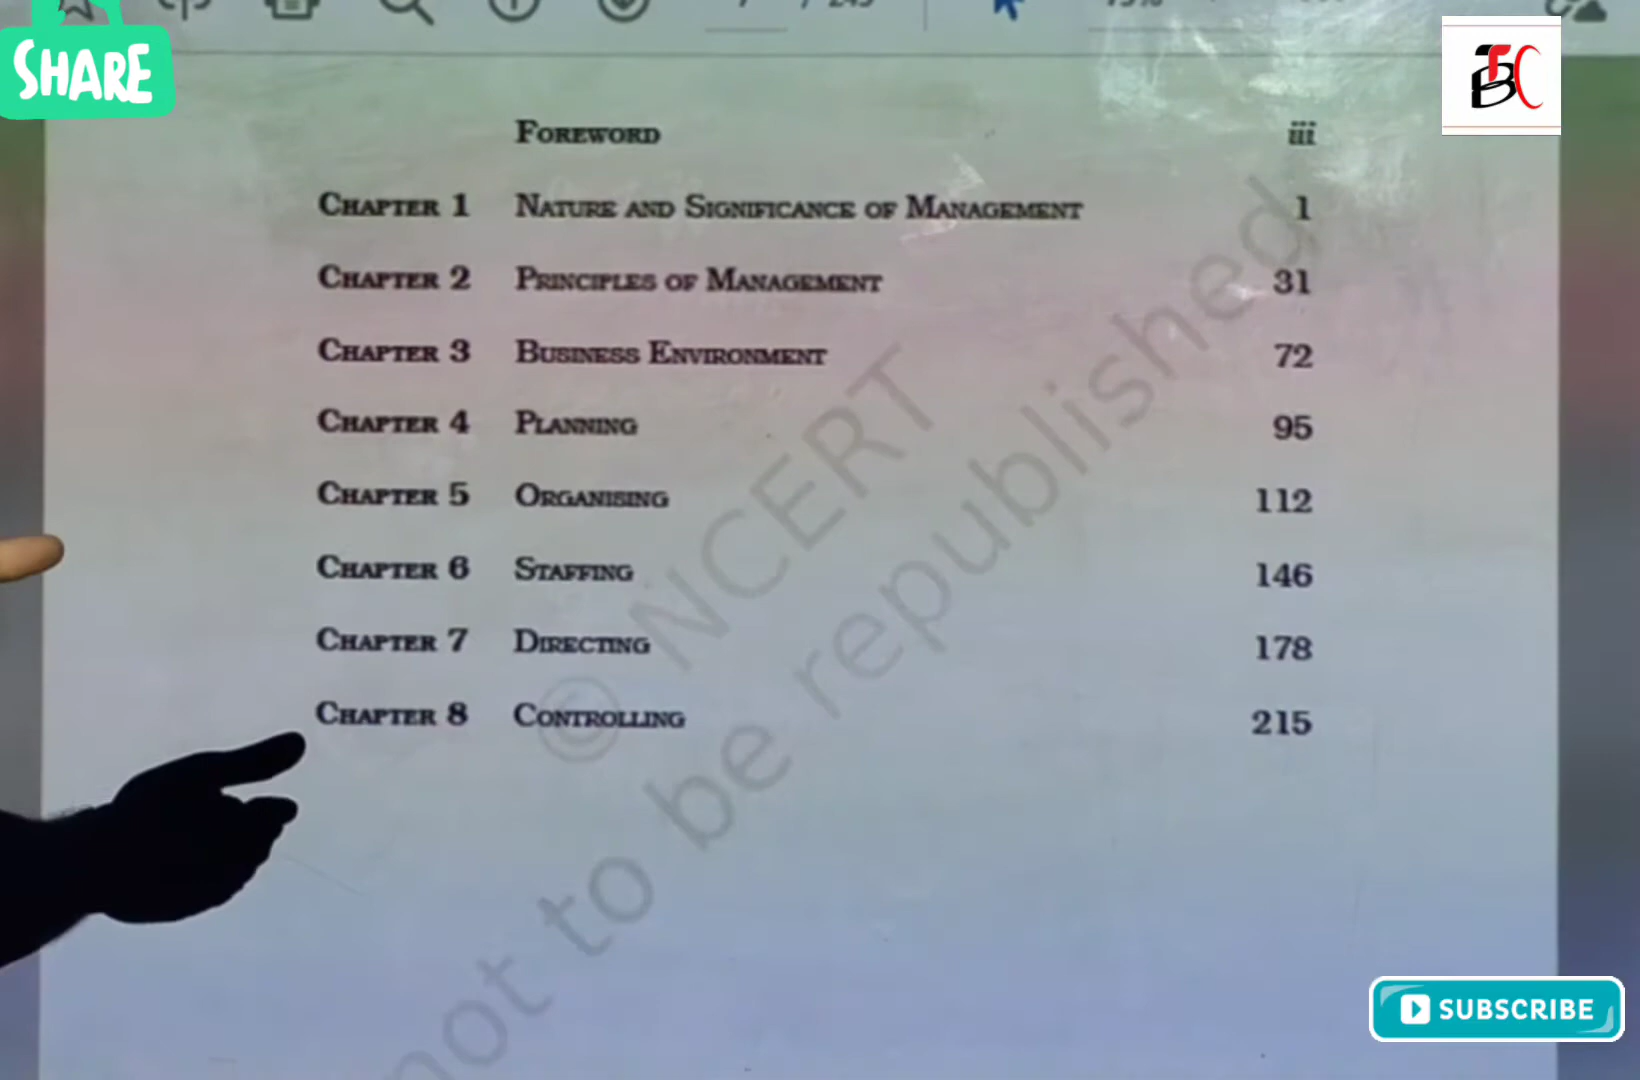 SHARE
TBC
FOREWORD iii
CHAPTER 1 NATURE AND SIGNIFICANCE OF MANAGEMENT 1
CHAPTER 2 PRINCIPLES OF MANAGEMENT 31
CHAPTER 3 BUSINESS ENVIRONMENT 72
CHAPTER 4 PLANNING 95
CHAPTER 5 ORGANISING 112
CHAPTER 6 STAFFING 146
CHAPTER 7 DIRECTING 178
CHAPTER 8 CONTROLLING 215
© NCERT
not to be republished
SUBSCRIBE